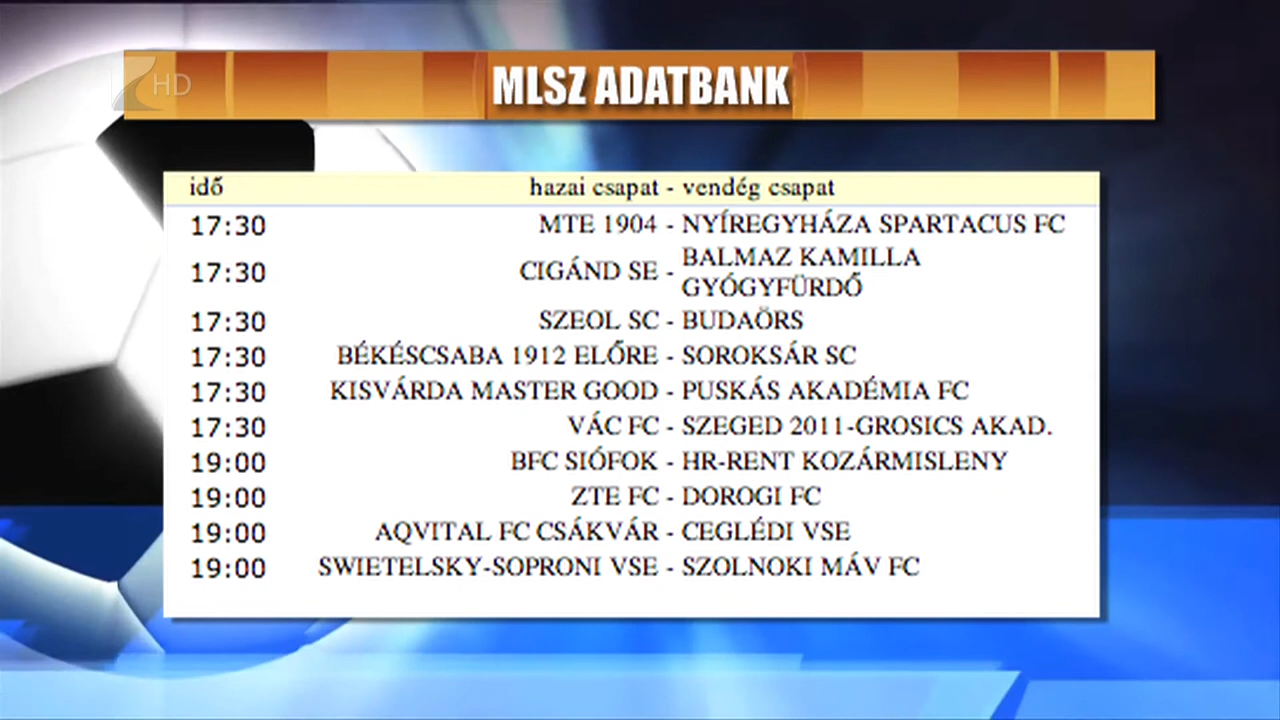 HD
MLSZ ADATBANK
idő hazai csapat - vendég csapat
17:30 MTE 1904 - NYÍREGYHÁZA SPARTACUS FC
17:30 CIGÁND SE - BALMAZ KAMILLA
GYÓGYFÜRDŐ
17:30 SZEOL SC - BUDAÖRS
17:30 BÉKÉSCSABA 1912 ELŐRE - SOROKSÁR SC
17:30 KISVÁRDA MASTER GOOD - PUSKÁS AKADÉMIA FC
17:30 VÁC FC - SZEGED 2011-GROSICS AKAD.
19:00 BFC SIÓFOK - HR-RENT KOZÁRMISLENY
19:00 ZTE FC - DOROGI FC
19:00 AQVITAL FC CSÁKVÁR - CEGLÉDI VSE
19:00 SWIETELSKY-SOPRONI VSE - SZOLNOKI MÁV FC